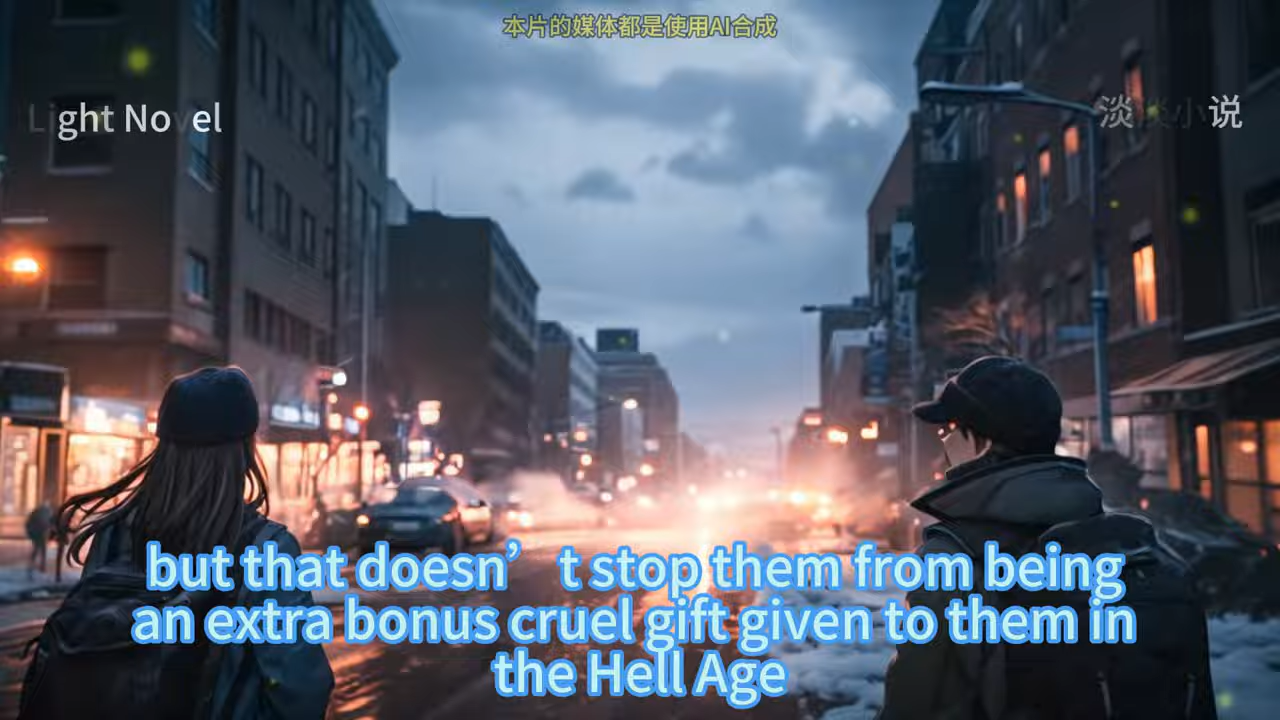 本片的媒体都是使用AI合成
Light Novel
淡淡小说
but that doesn’t stop them from being
an extra bonus cruel gift given to them in
the Hell Age